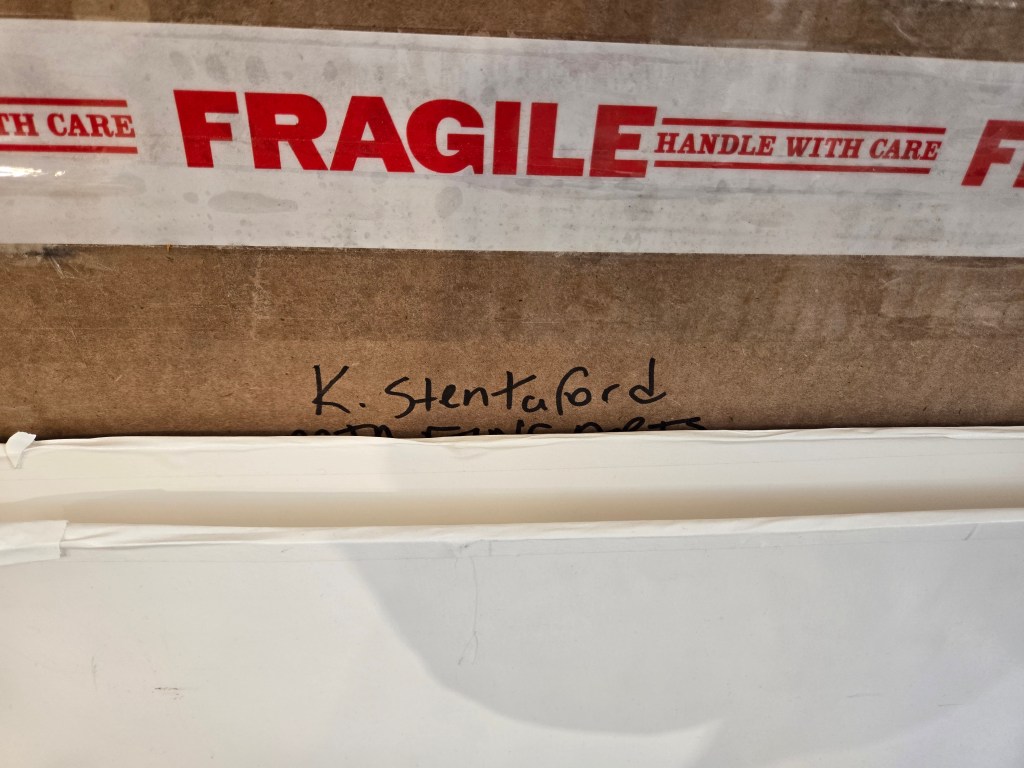 TH CARE FRAGILE HANDLE WITH CARE F
K. Stentaford